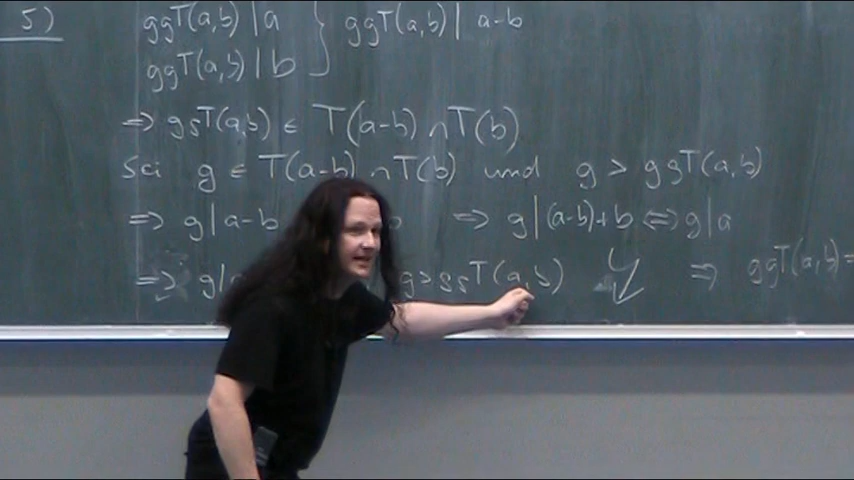 5) ggT(a,b) | a } ggT(a,b) | a-b
ggT(a,b) | b
=> ggT(a,b) ∈ T(a-b) ∩ T(b)
Sei g ∈ T(a-b) ∩ T(b) und g > ggT(a,b)
=> g | a-b b => g | (a-b)+b <=> g | a
=> g | g > ggT(a,b) ↯ => ggT(a,b) =